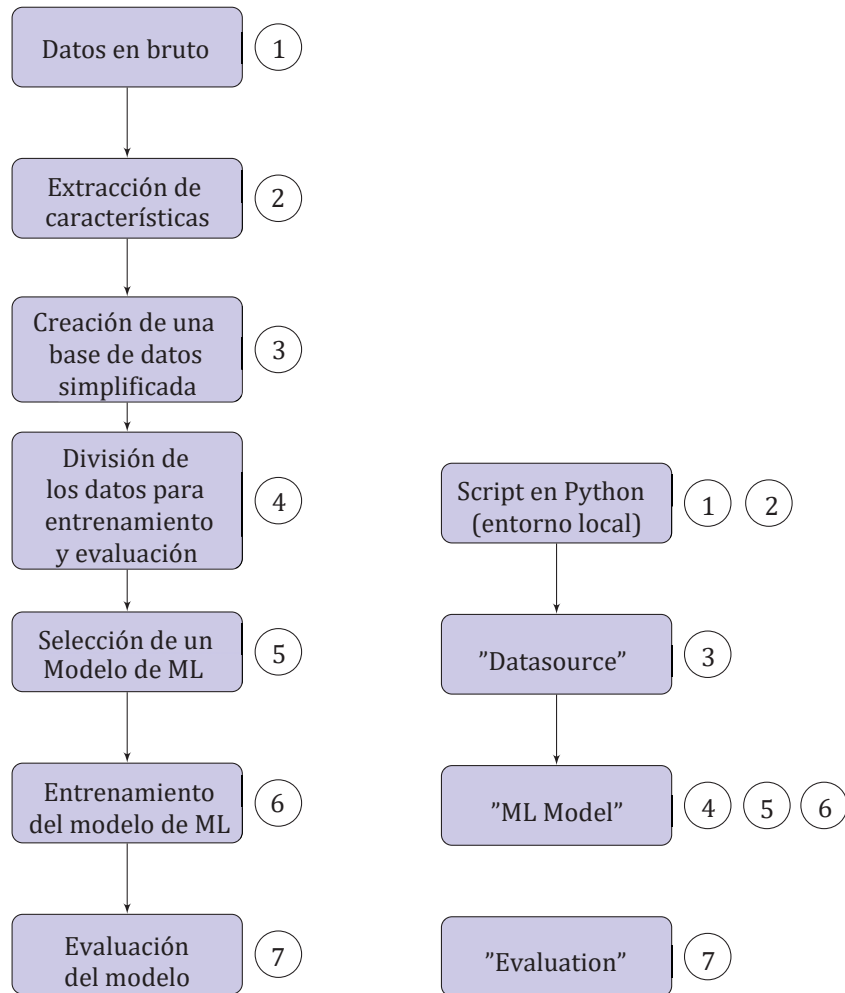 Datos en bruto
1
Extracción de
características
2
Creación de una
base de datos
simplificada
3
División de
los datos para
entrenamiento
y evaluación
4
Selección de un
Modelo de ML
5
Entrenamiento
del modelo de ML
6
Evaluación
del modelo
7
Script en Python
(entorno local)
1 2
”Datasource”
3
”ML Model”
4 5 6
”Evaluation”
7